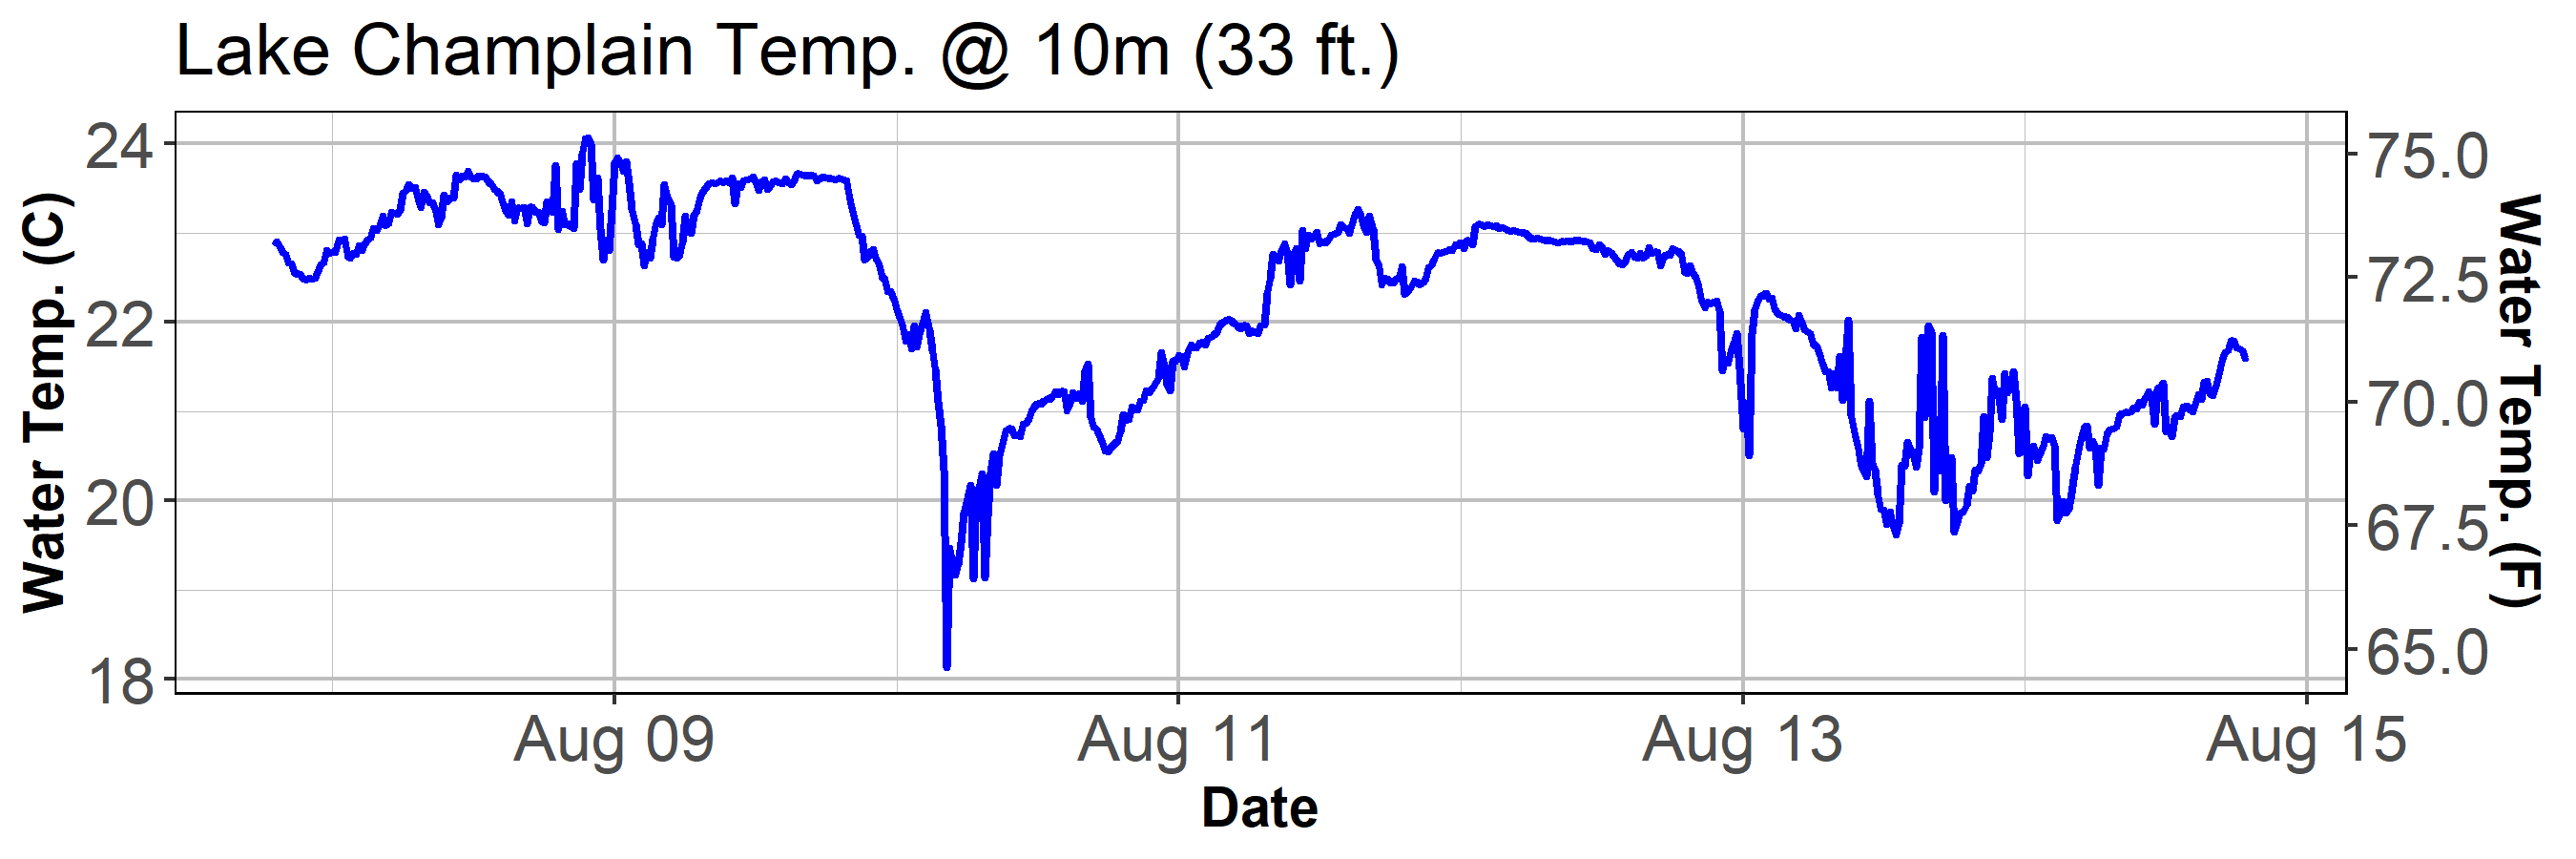 Lake Champlain Temp. @ 10m (33 ft.)
Water Temp. (C)
24
22
20
18
75.0
72.5
70.0
67.5
65.0
Water Temp. (F)
Aug 09 Aug 11 Aug 13 Aug 15
Date